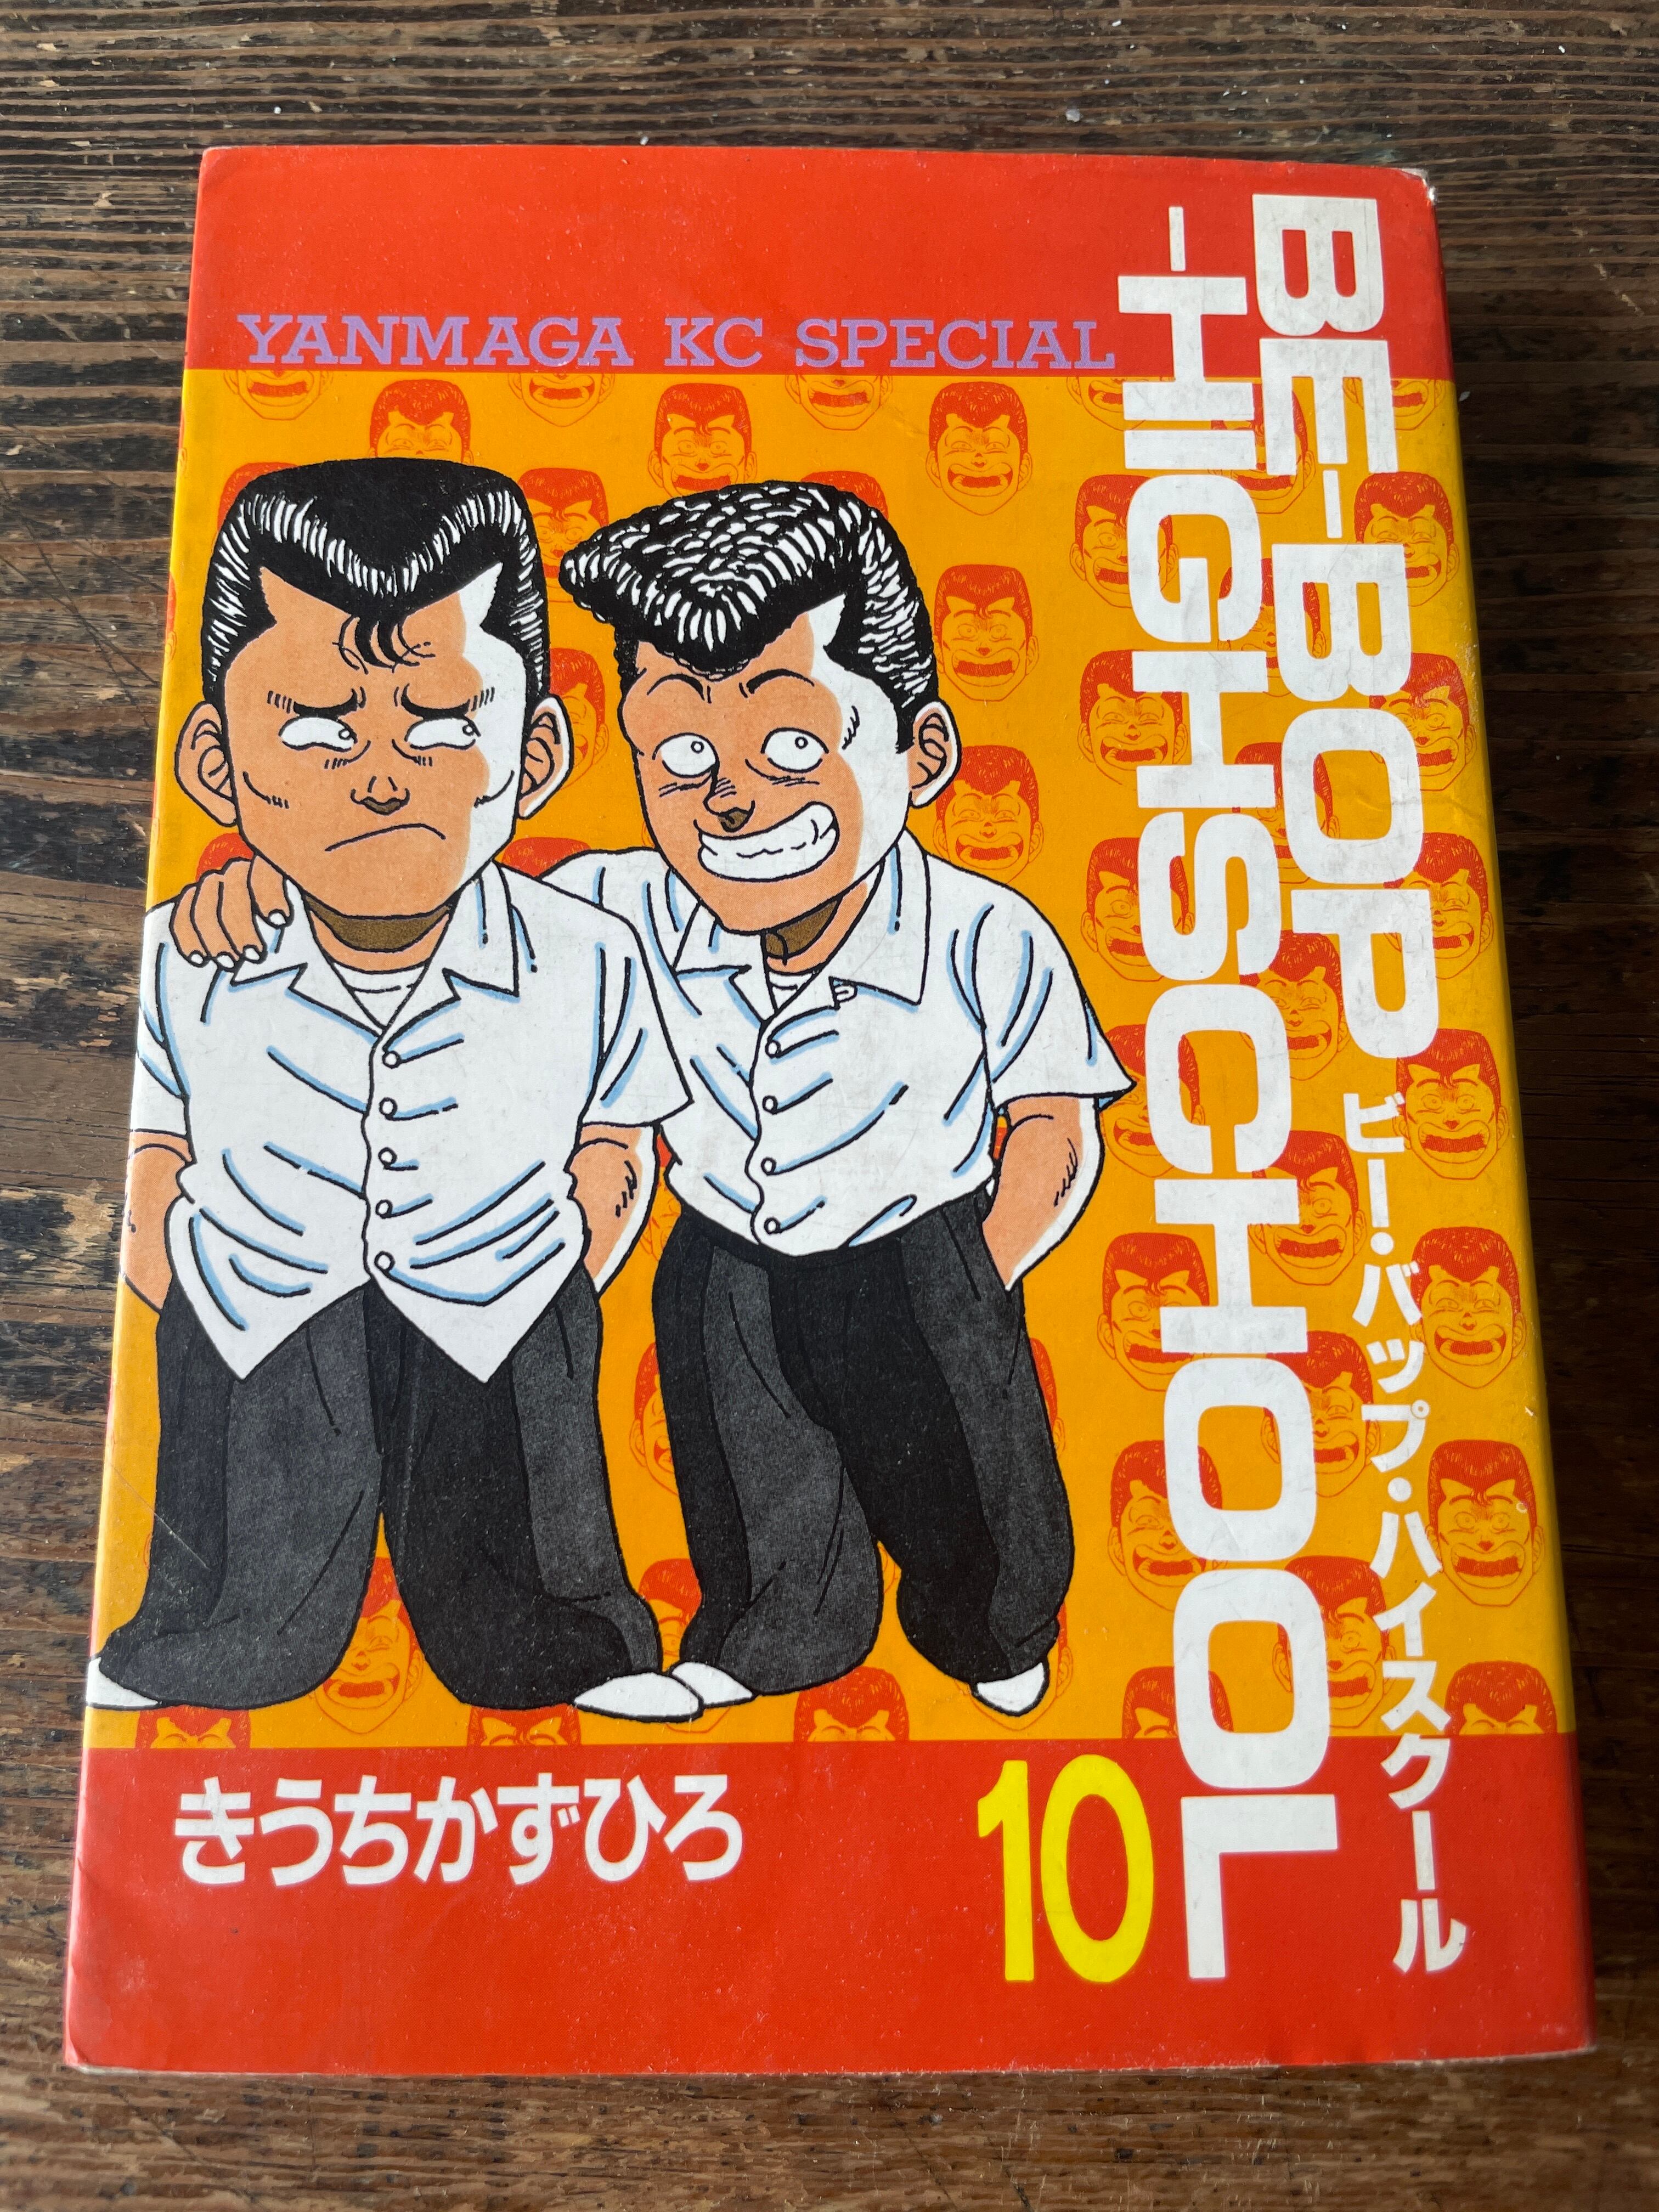 YANMAGA KC SPECIAL
BE-BOP
-HIGHSCHOOL
ビー・バップ・ハイスクール
きうちかずひろ
10